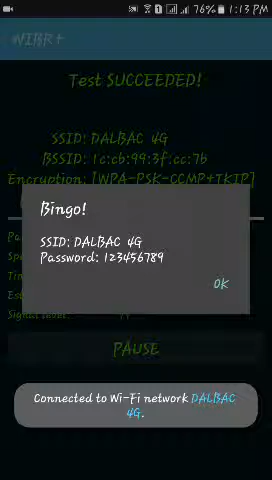 76% 1:13 PM
WIBR+
Test SUCCEEDED!
SSID: DALBAC 4G
BSSID: 1c:cb:99:3f:cc:7b
Encryption: [WPA-PSK-CCMP+TKIP]
Bingo!
SSID: DALBAC 4G
Password: 123456789
OK
PAUSE
Connected to Wi-Fi network DALBAC
4G.